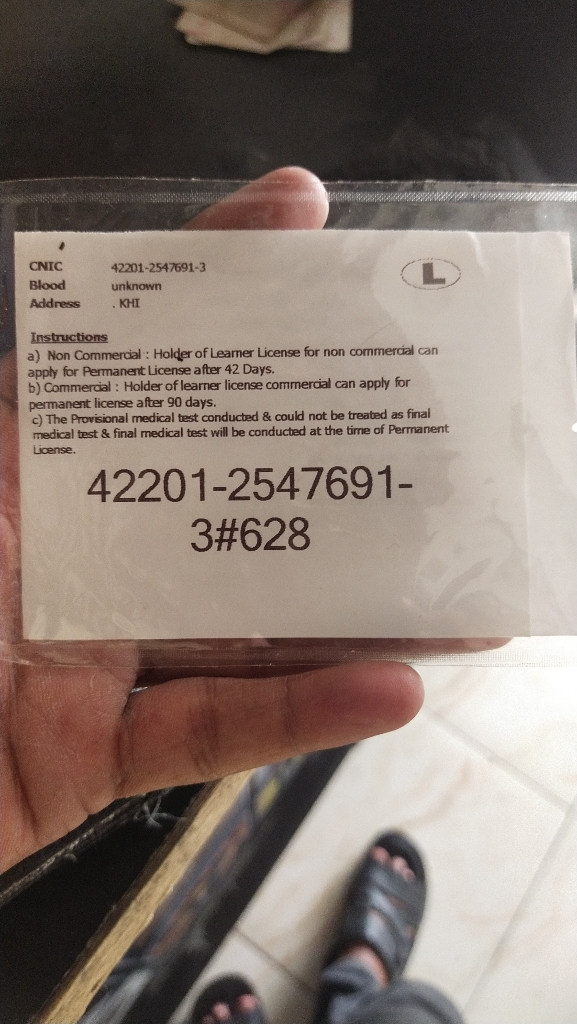 CNIC 42201-2547691-3
L
Blood unknown
Address . KHI
Instructions
a) Non Commercial : Holder of Learner License for non commercial can
apply for Permanent License after 42 Days.
b) Commercial : Holder of learner license commercial can apply for
permanent license after 90 days.
c) The Provisional medical test conducted & could not be treated as final
medical test & final medical test will be conducted at the time of Permanent
License.
42201-2547691-
3#628